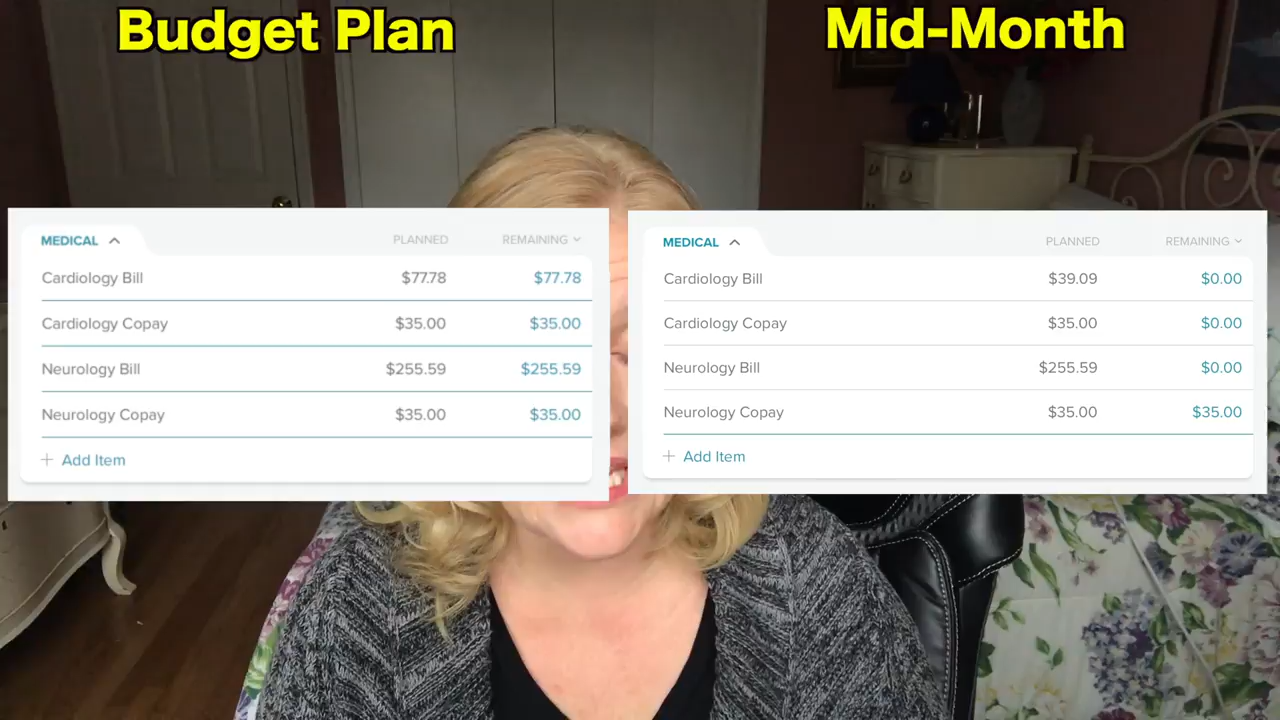 Budget Plan
Mid-Month
MEDICAL PLANNED REMAINING
Cardiology Bill $77.78 $77.78
Cardiology Copay $35.00 $35.00
Neurology Bill $255.59 $255.59
Neurology Copay $35.00 $35.00
+ Add Item
MEDICAL PLANNED REMAINING
Cardiology Bill $39.09 $0.00
Cardiology Copay $35.00 $0.00
Neurology Bill $255.59 $0.00
Neurology Copay $35.00 $35.00
+ Add Item